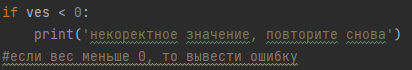 if ves < 0:
    print('некоректное значение, повторите снова')
#если вес меньше 0, то вывести ошибку